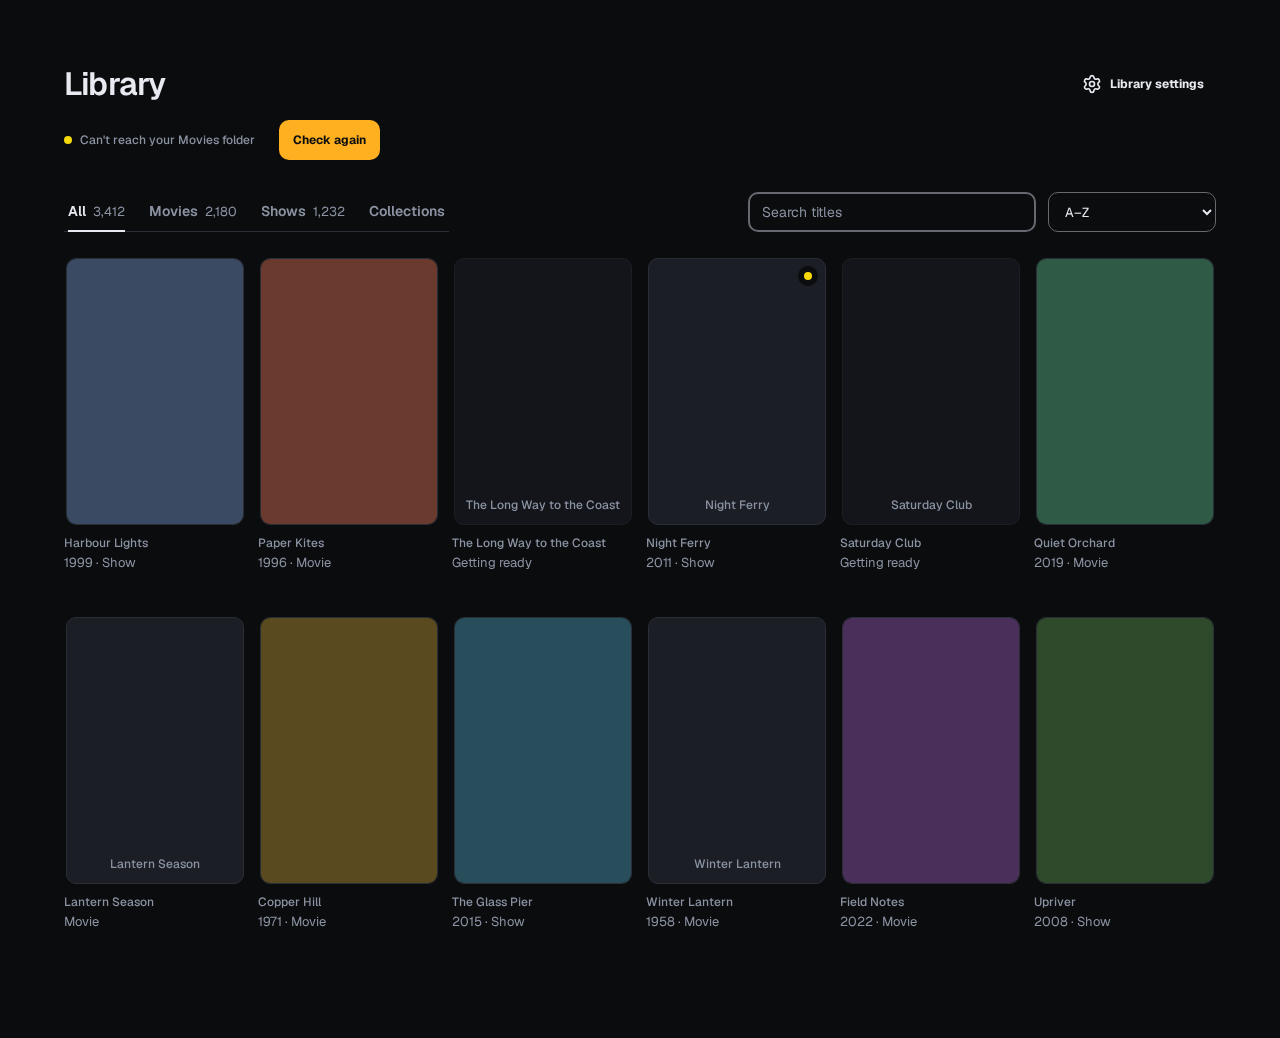 Library
Library settings
Can't reach your Movies folder
Check again
All 3,412
Movies 2,180
Shows 1,232
Collections
Search titles
A–Z
The Long Way to the Coast
Night Ferry
Saturday Club
Harbour Lights
1999 · Show
Paper Kites
1996 · Movie
The Long Way to the Coast
Getting ready
Night Ferry
2011 · Show
Saturday Club
Getting ready
Quiet Orchard
2019 · Movie
Lantern Season
Winter Lantern
Lantern Season
Movie
Copper Hill
1971 · Movie
The Glass Pier
2015 · Show
Winter Lantern
1958 · Movie
Field Notes
2022 · Movie
Upriver
2008 · Show